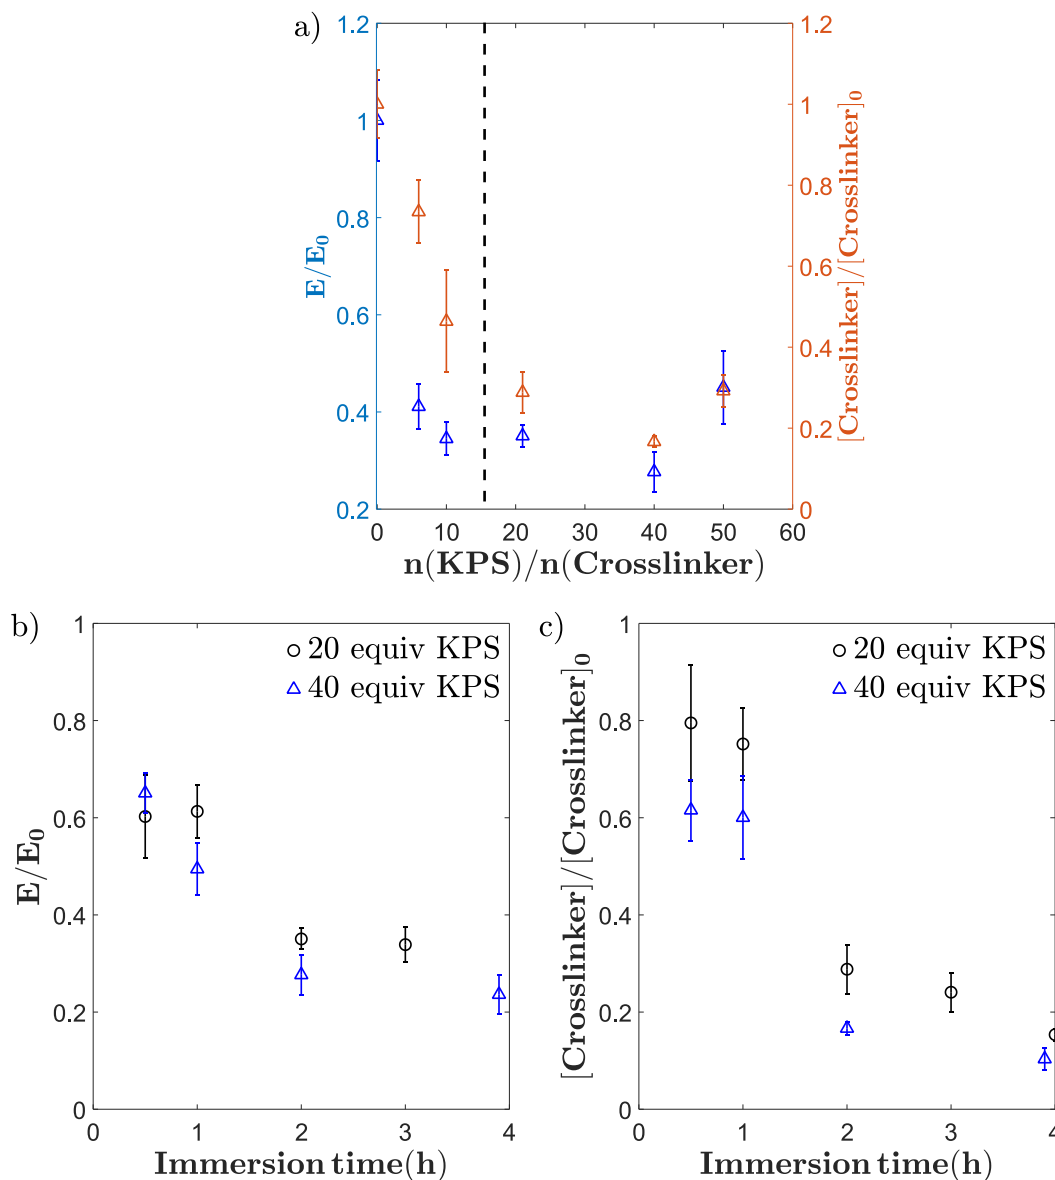 a)
1.2
1
0.8
0.6
0.4
0.2
E/E0
1.2
1
0.8
0.6
0.4
0.2
0
[Crosslinker]/[Crosslinker]0
0 10 20 30 40 50 60
n(KPS)/n(Crosslinker)
b)
1
0.8
0.6
0.4
0.2
0
E/E0
20 equiv KPS
40 equiv KPS
0 1 2 3 4
Immersion time(h)
c)
1
0.8
0.6
0.4
0.2
0
[Crosslinker]/[Crosslinker]0
20 equiv KPS
40 equiv KPS
0 1 2 3 4
Immersion time(h)